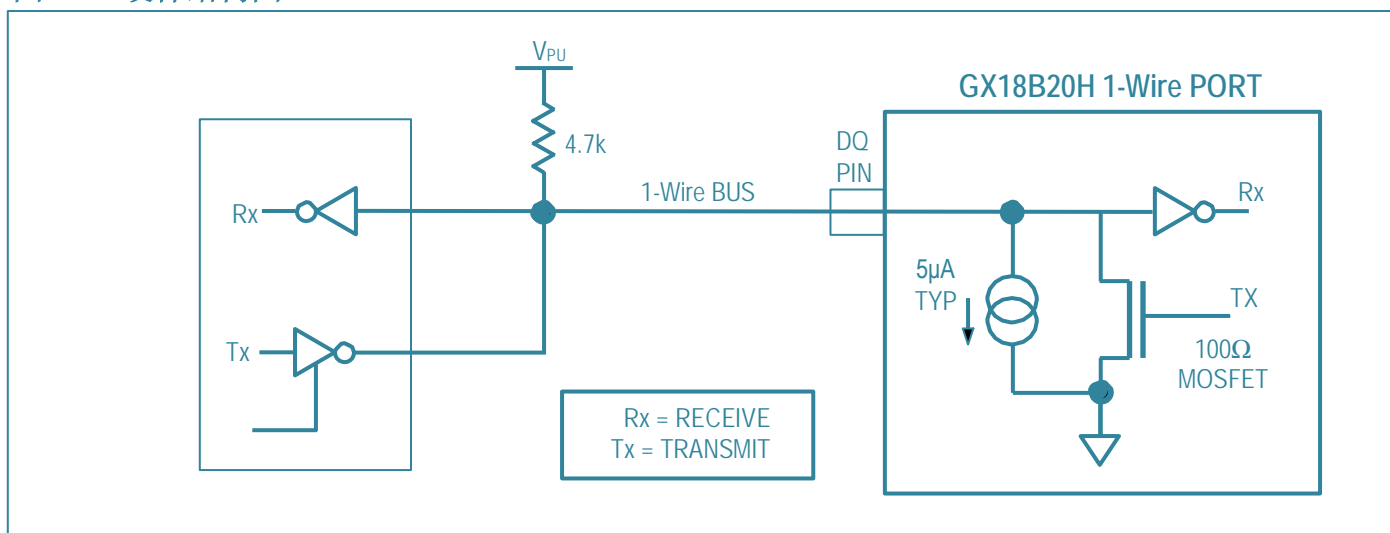 V_PU
GX18B20H 1-Wire PORT
4.7k
DQ
PIN
1-Wire BUS
Rx
Rx
5µA
TYP
TX
Tx
100Ω
MOSFET
Rx = RECEIVE
Tx = TRANSMIT